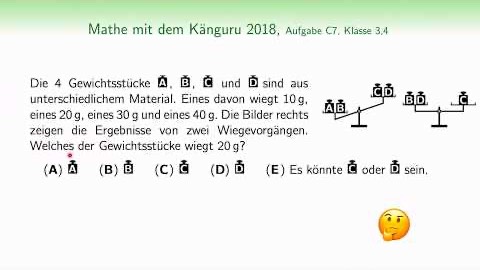 Mathe mit dem Känguru 2018, Aufgabe C7, Klasse 3,4
Die 4 Gewichtsstücke A, B, C und D sind aus
unterschiedlichem Material. Eines davon wiegt 10 g,
eines 20 g, eines 30 g und eines 40 g. Die Bilder rechts
zeigen die Ergebnisse von zwei Wiegevorgängen.
Welches der Gewichtsstücke wiegt 20 g?
A B C D B D C
(A) A (B) B (C) C (D) D (E) Es könnte C oder D sein.